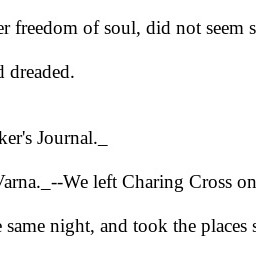 er freedom of soul, did not seem s
d dreaded.
ker's Journal._
Varna._--We left Charing Cross on
e same night, and took the places s